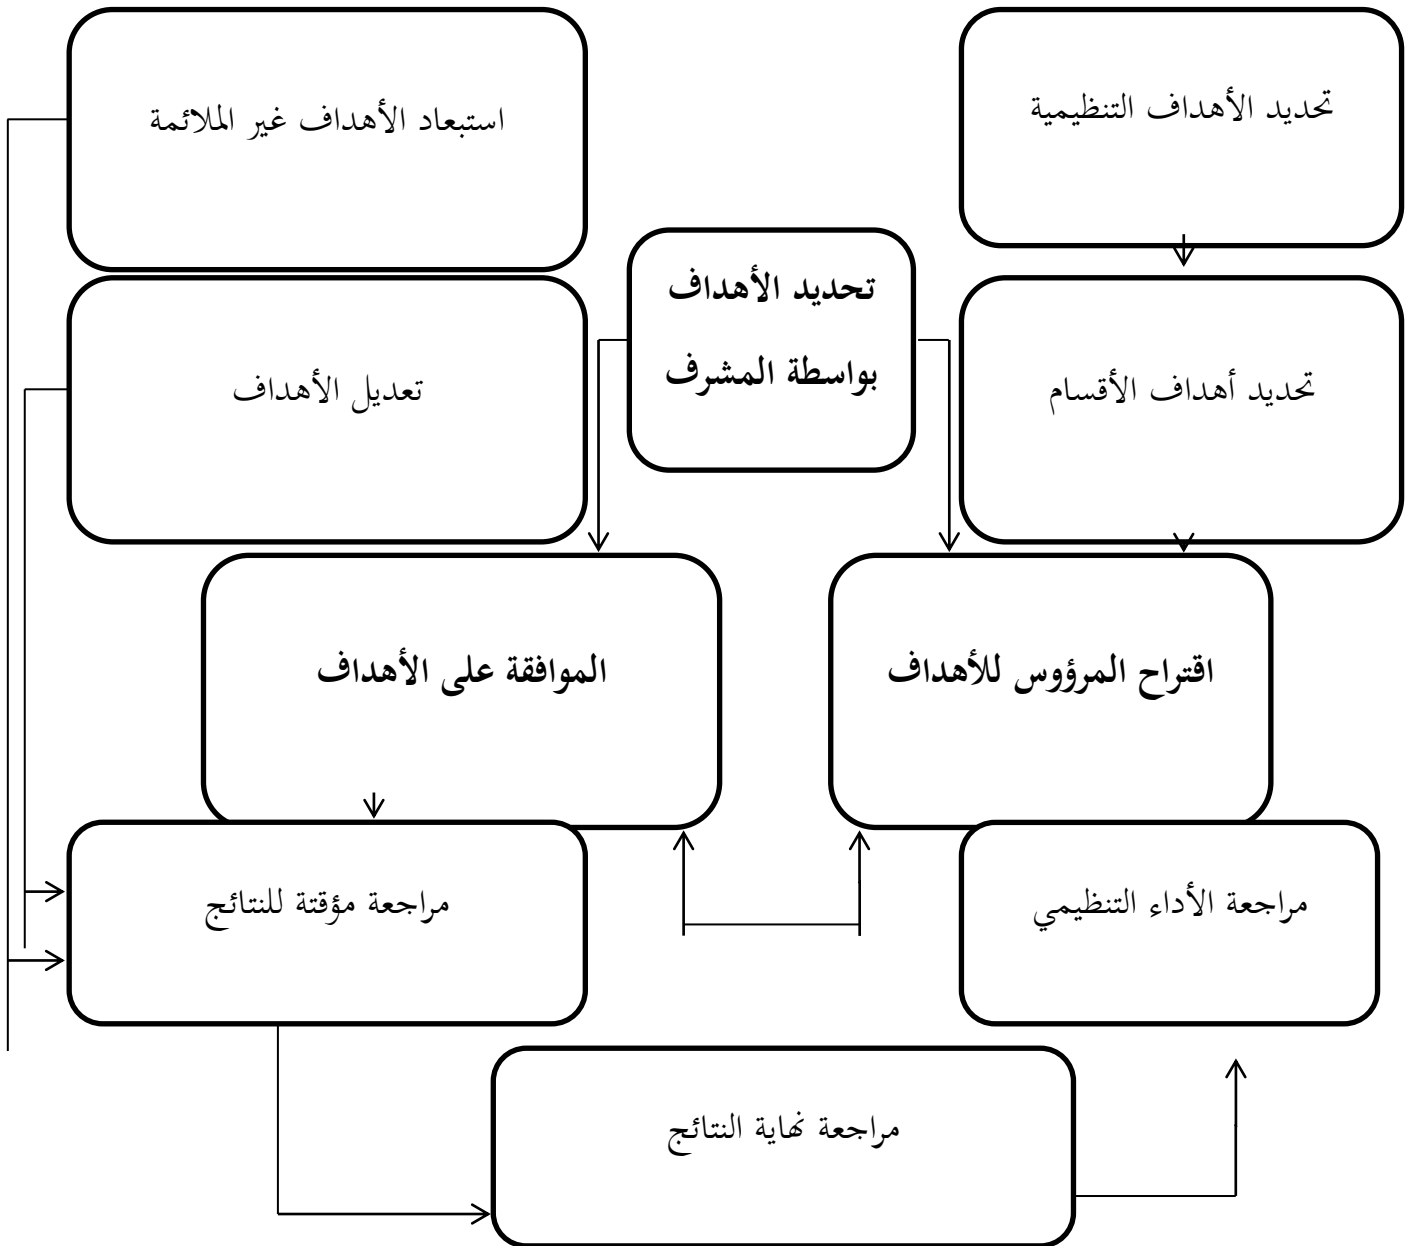 تحديد الأهداف التنظيمية
استبعاد الأهداف غير الملائمة
تحديد الأهداف
بواسطة المشرف
تحديد أهداف الأقسام
تعديل الأهداف
اقتراح المرؤوس للأهداف
الموافقة على الأهداف
مراجعة الأداء التنظيمي
مراجعة مؤقتة للنتائج
مراجعة نهاية النتائج